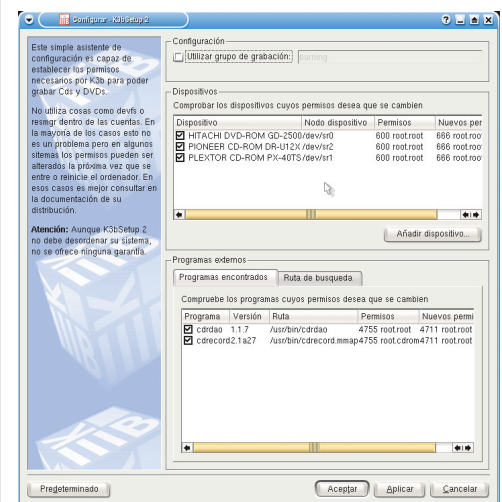 Configurar - K3bSetup 2
Este simple asistente de
configuración es capaz de
establecer los permisos
necesarios por K3b para poder
grabar Cds y DVDs.
No utiliza cosas como devfs o
resmgr dentro de las cuentas. En
la mayoría de los casos esto no
es un problema pero en algunos
sitemas los permisos pueden ser
alterados la próxima vez que se
entre o reinicie el ordenador. En
esos casos es mejor consultar en
la documentación de su
distribución.
Atención: Aunque K3bSetup 2
no debe desordenar su sistema,
no se ofrece ninguna garantía.
Configuración
Utilizar grupo de grabación: burning
Dispositivos
Comprobar los dispositivos cuyos permisos desea que se cambien
Dispositivo Nodo dispositivo Permisos Nuevos per
HITACHI DVD-ROM GD-2500 /dev/sr0 600 root.root 666 root.roo
PIONEER CD-ROM DR-U12X /dev/sr2 600 root.root 666 root.roo
PLEXTOR CD-ROM PX-40TS /dev/sr1 600 root.root 666 root.roo
Añadir dispositivo...
Programas externos
Programas encontrados Ruta de busqueda
Compruebe los programas cuyos permisos desea que se cambien
Programa Versión Ruta Permisos Nuevos permi
cdrdao 1.1.7 /usr/bin/cdrdao 4755 root.root 4711 root.root
cdrecord 2.1a27 /usr/bin/cdrecord.mmap 4755 root.cdrom 4711 root.root
Predeterminado Aceptar Aplicar Cancelar